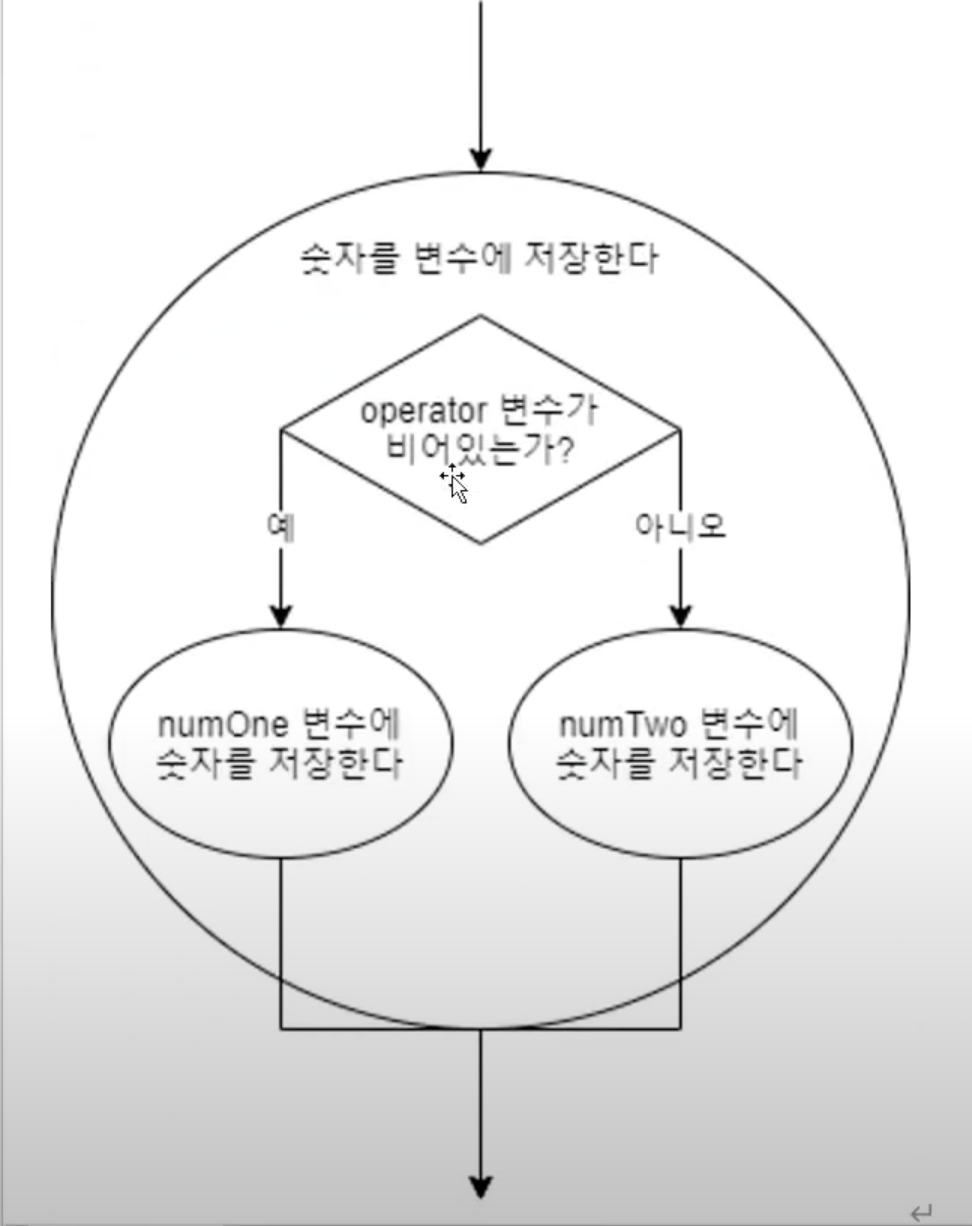 숫자를 변수에 저장한다
operator 변수가
비어있는가?
예
아니오
numOne 변수에
숫자를 저장한다
numTwo 변수에
숫자를 저장한다